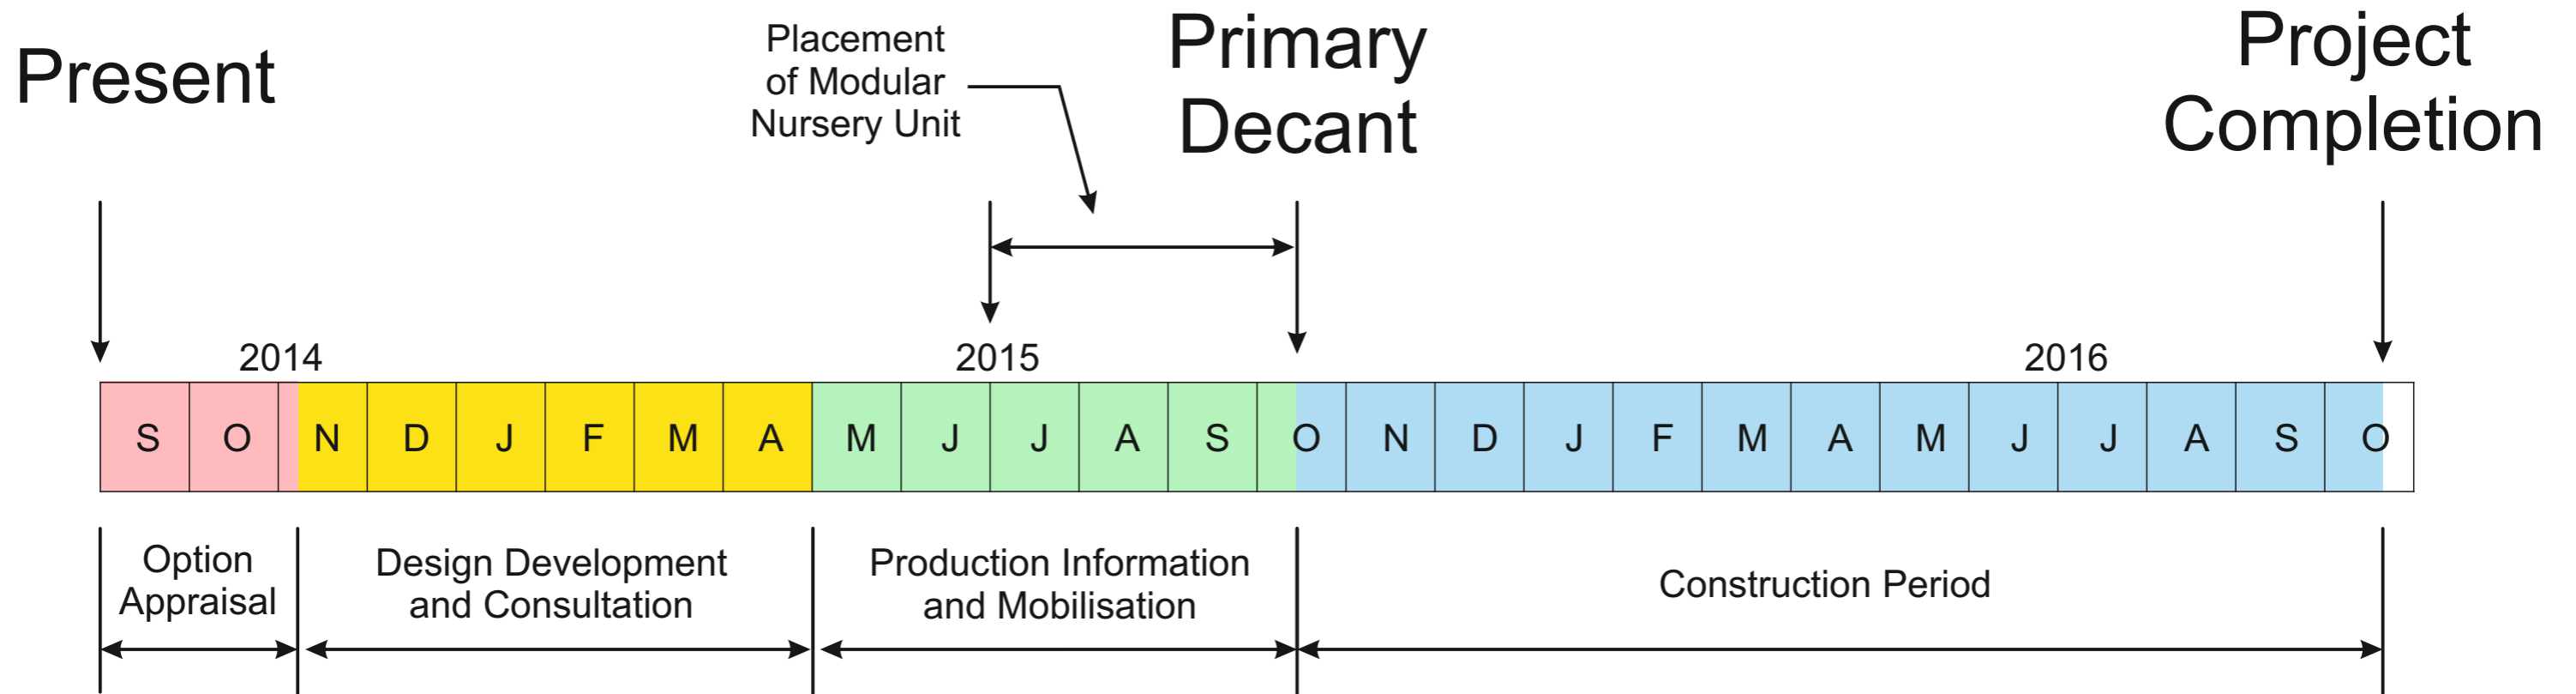 Present
Placement
of Modular
Nursery Unit
Primary
Decant
Project
Completion
2014
2015
2016
S O N D J F M A M J J A S O N D J F M A M J J A S O
Option
Appraisal
Design Development
and Consultation
Production Information
and Mobilisation
Construction Period